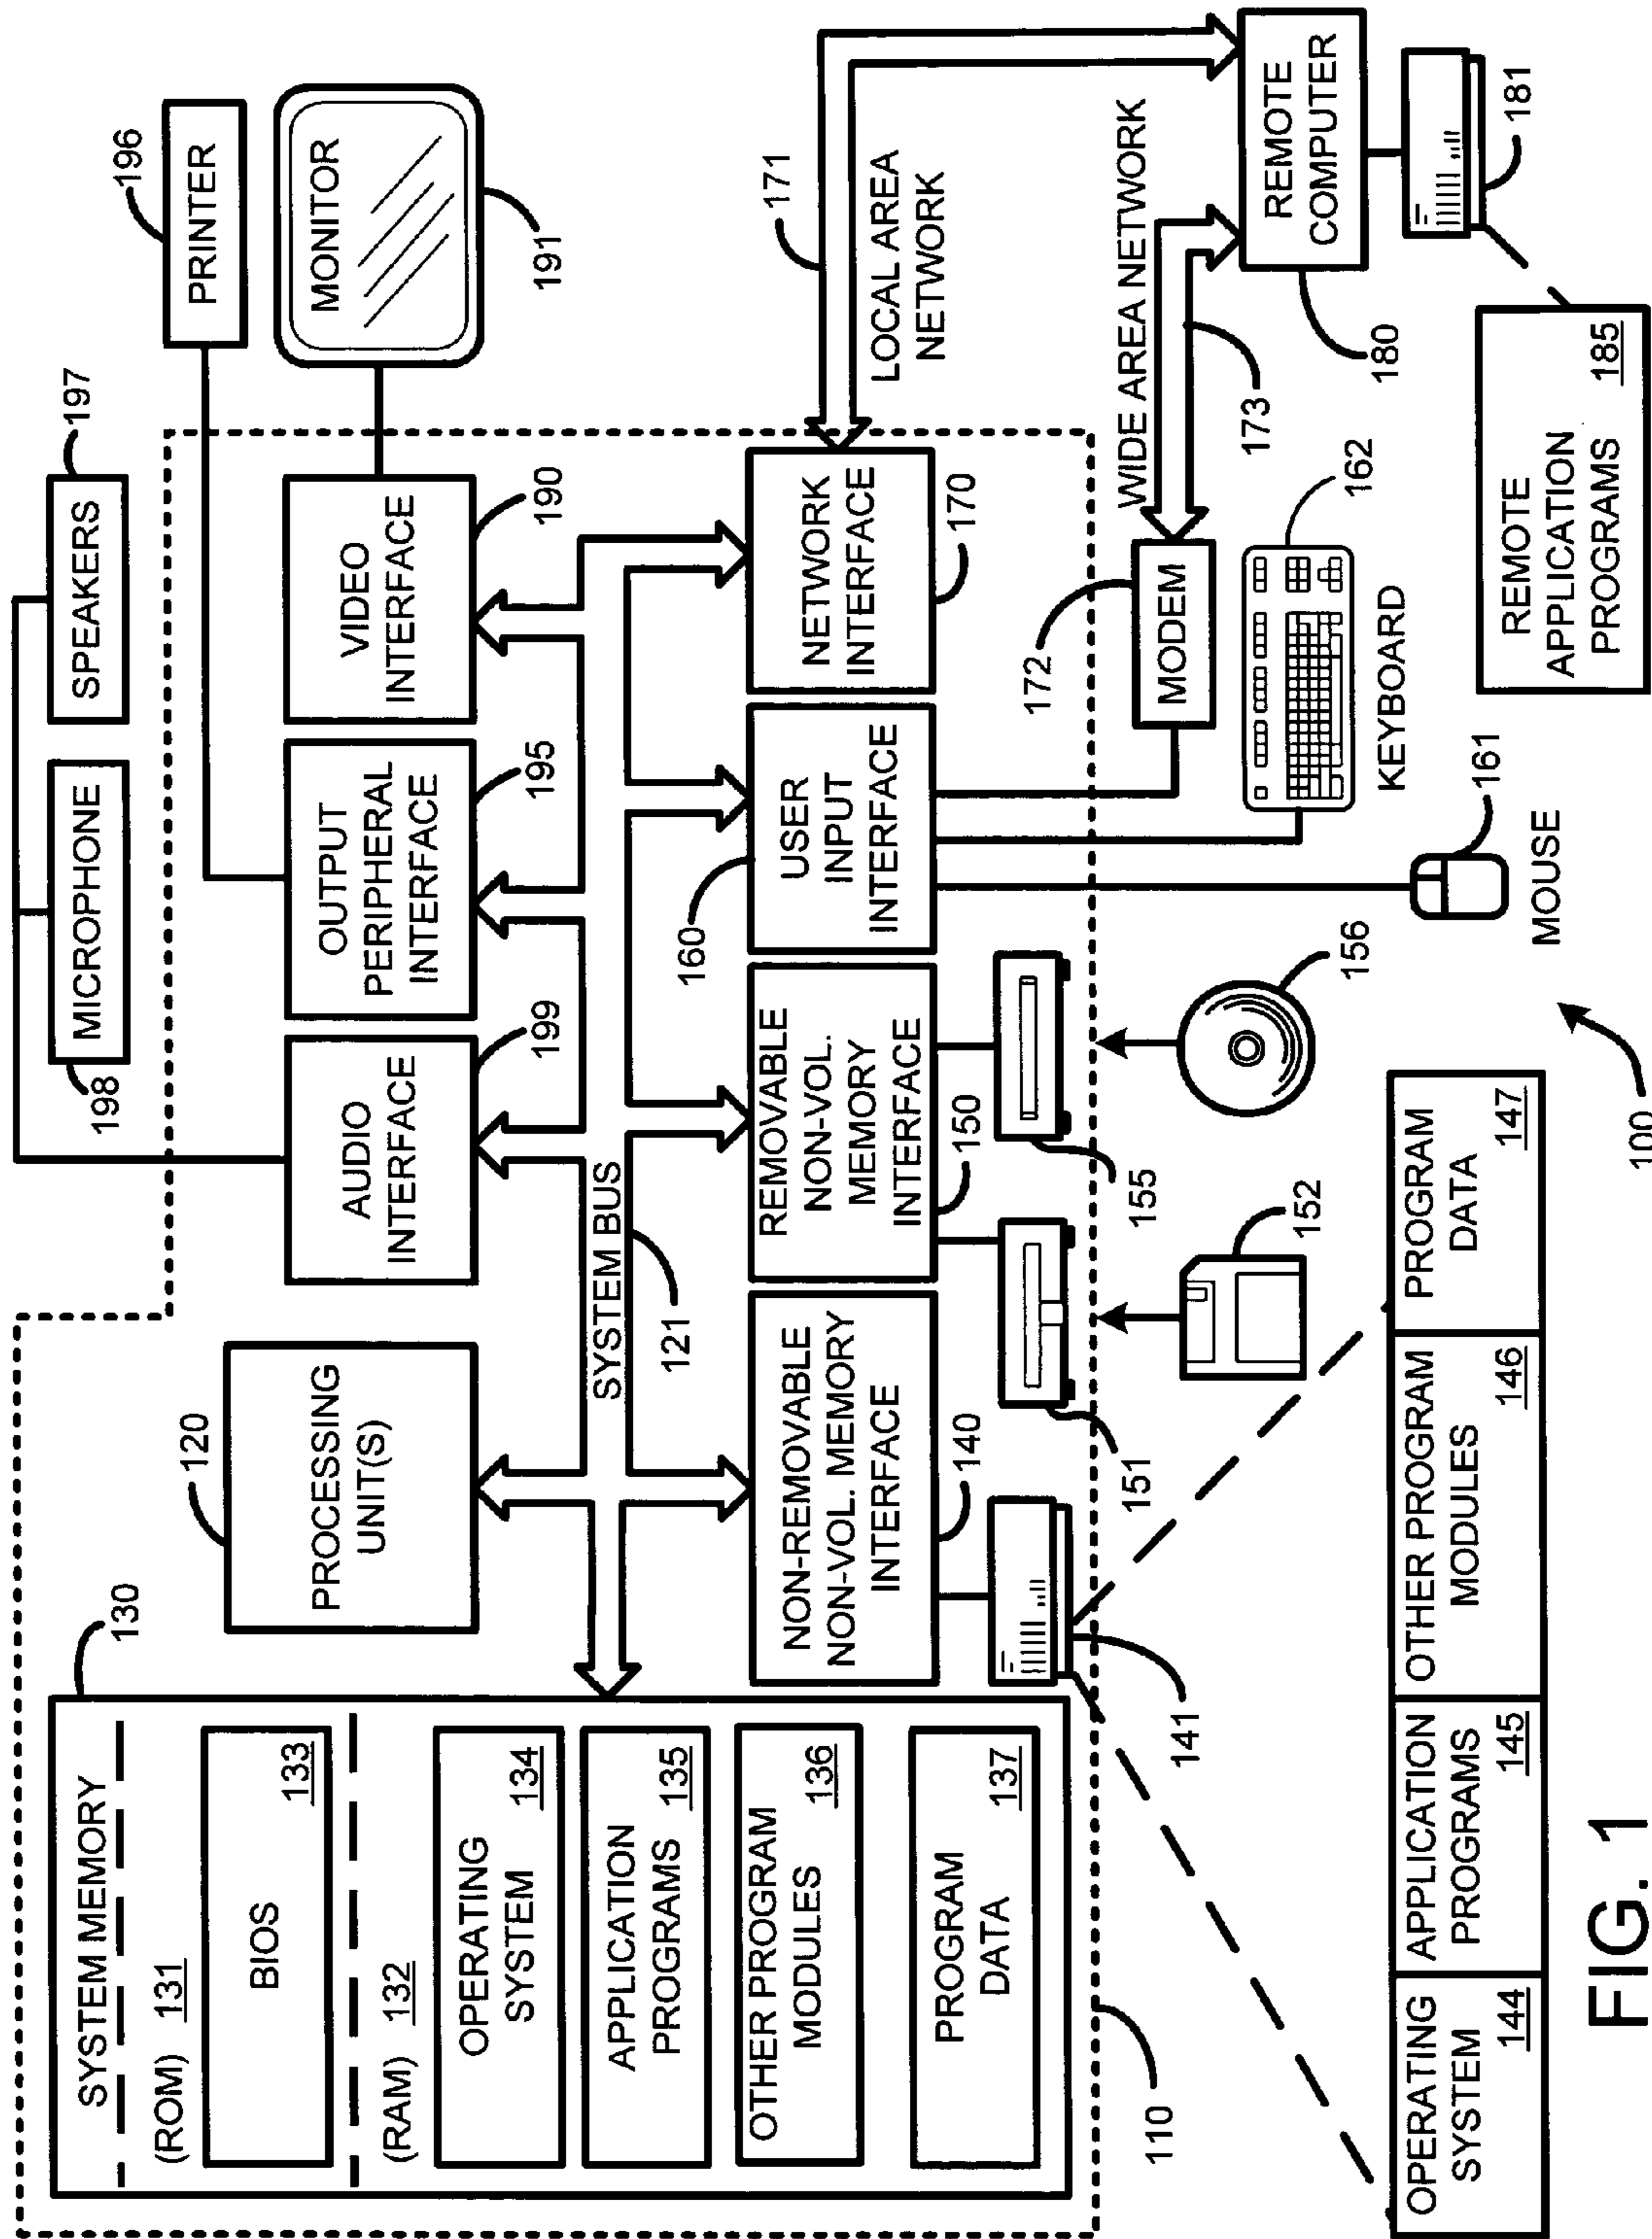 SYSTEM MEMORY
(ROM) 131
BIOS
133
(RAM) 132
OPERATING
SYSTEM
134
APPLICATION
PROGRAMS
135
OTHER PROGRAM
MODULES
136
PROGRAM
DATA
137
130
110
120
PROCESSING
UNIT(S)
SYSTEM BUS
121
198
MICROPHONE
SPEAKERS
197
PRINTER
196
AUDIO
INTERFACE
199
OUTPUT
PERIPHERAL
INTERFACE
195
VIDEO
INTERFACE
190
MONITOR
191
NON-REMOVABLE
NON-VOL. MEMORY
INTERFACE
140
REMOVABLE
NON-VOL.
MEMORY
INTERFACE
150
160
USER
INPUT
INTERFACE
NETWORK
INTERFACE
170
171
LOCAL AREA
NETWORK
141
151
155
152
156
172
MODEM
WIDE AREA NETWORK
173
162
KEYBOARD
161
MOUSE
REMOTE
COMPUTER
180
181
REMOTE
APPLICATION
PROGRAMS
185
OPERATING
SYSTEM
144
APPLICATION
PROGRAMS
145
OTHER PROGRAM
MODULES
146
PROGRAM
DATA
147
100
FIG. 1